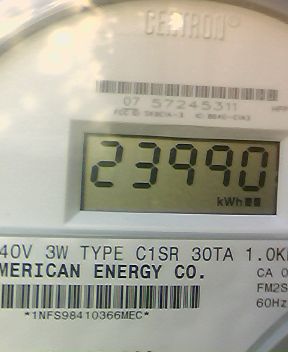 CENTRON®
07 57245311
23990
kWh
40V 3W TYPE C1SR 30TA 1.0K
MERICAN ENERGY CO.
CA 0
FM2S
60Hz
*1NFS98410366MEC*